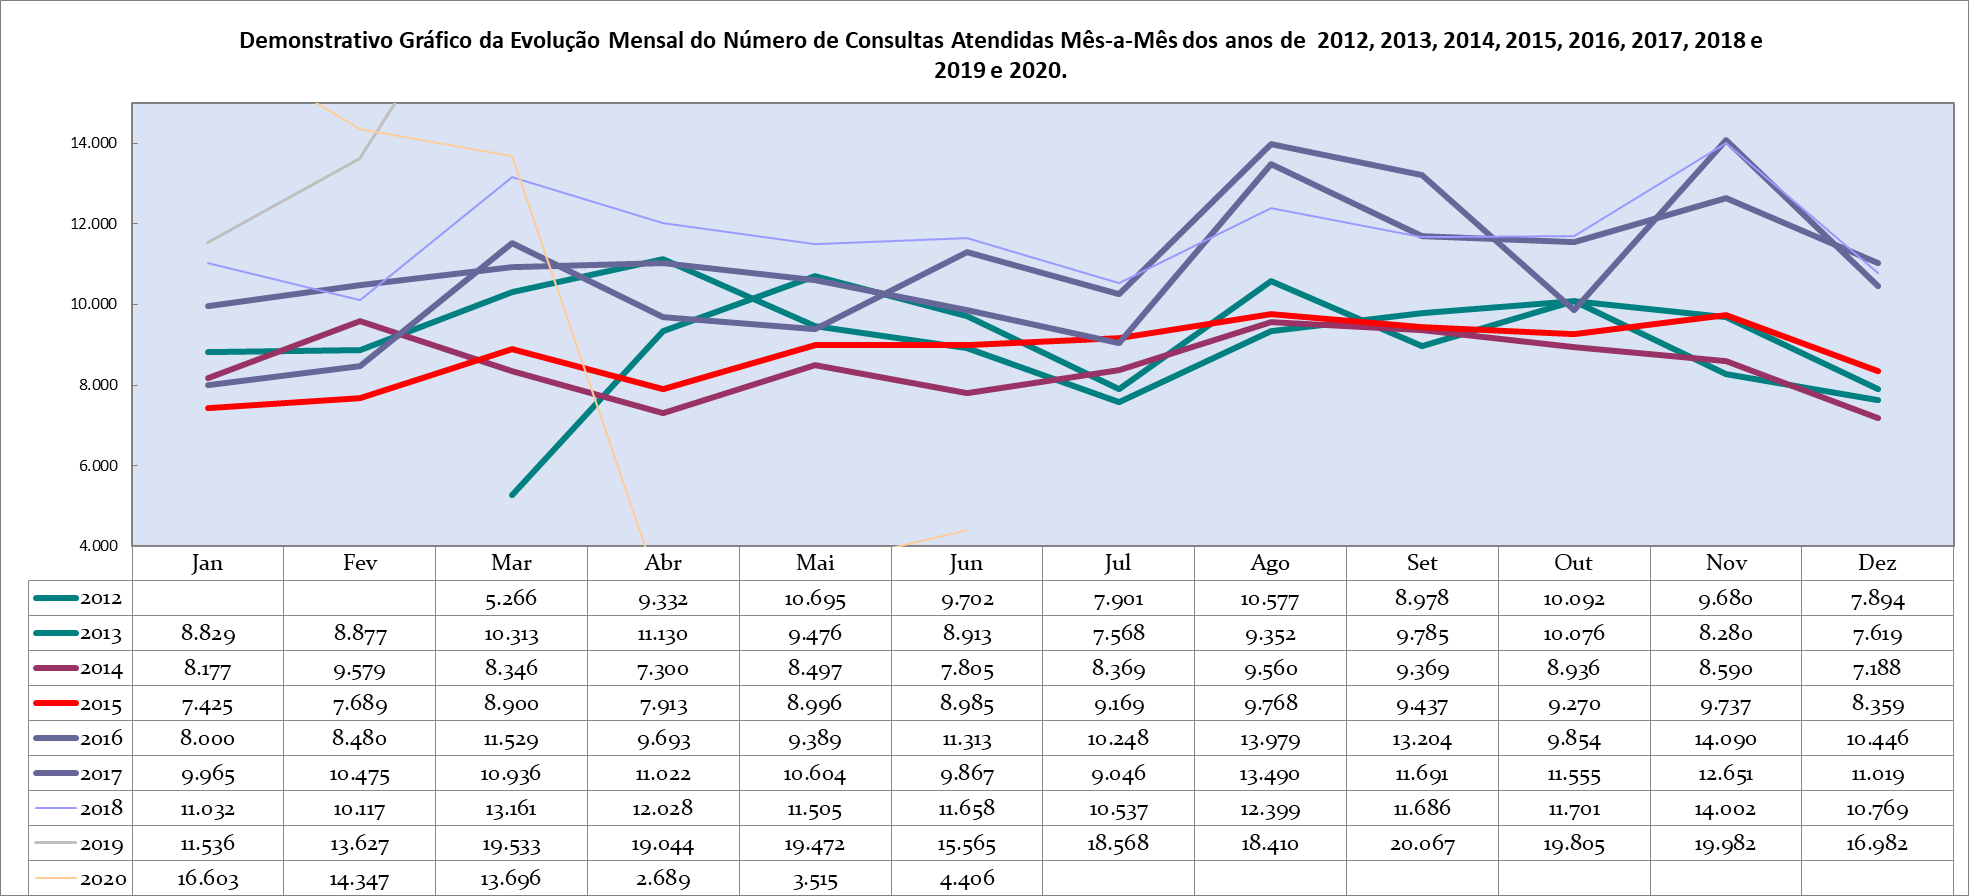 Demonstrativo Gráfico da Evolução Mensal do Número de Consultas Atendidas Mês-a-Mês dos anos de 2012, 2013, 2014, 2015, 2016, 2017, 2018 e
2019 e 2020.
14.000
12.000
10.000
8.000
6.000
4.000
Jan Fev Mar Abr Mai Jun Jul Ago Set Out Nov Dez
2012 5.266 9.332 10.695 9.702 7.901 10.577 8.978 10.092 9.680 7.894
2013 8.829 8.877 10.313 11.130 9.476 8.913 7.568 9.352 9.785 10.076 8.280 7.619
2014 8.177 9.579 8.346 7.300 8.497 7.805 8.369 9.560 9.369 8.936 8.590 7.188
2015 7.425 7.689 8.900 7.913 8.996 8.985 9.169 9.768 9.437 9.270 9.737 8.359
2016 8.000 8.480 11.529 9.693 9.389 11.313 10.248 13.979 13.204 9.854 14.090 10.446
2017 9.965 10.475 10.936 11.022 10.604 9.867 9.046 13.490 11.691 11.555 12.651 11.019
2018 11.032 10.117 13.161 12.028 11.505 11.658 10.537 12.399 11.686 11.701 14.002 10.769
2019 11.536 13.627 19.533 19.044 19.472 15.565 18.568 18.410 20.067 19.805 19.982 16.982
2020 16.603 14.347 13.696 2.689 3.515 4.406